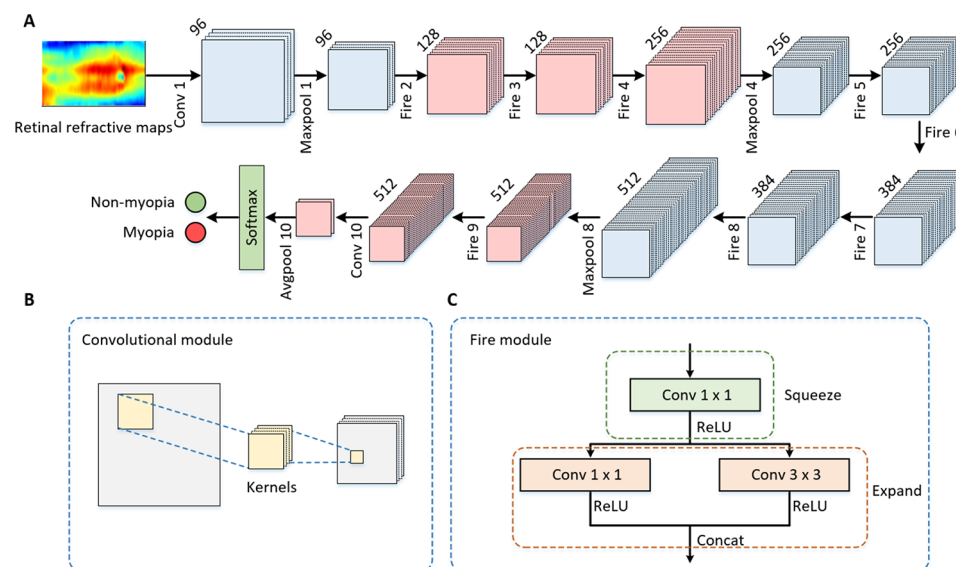 A
96
96
128
128
256
256
256
Retinal refractive maps
Conv 1
Maxpool 1
Fire 2
Fire 3
Fire 4
Maxpool 4
Fire 5
Fire
Non-myopia
Myopia
Softmax
Avgpool 10
Conv 10
512
Fire 9
512
Maxpool 8
512
Fire 8
384
Fire 7
384
B
Convolutional module
Kernels
C
Fire module
Conv 1 x 1
Squeeze
ReLU
Conv 1 x 1
Conv 3 x 3
Expand
ReLU
ReLU
Concat